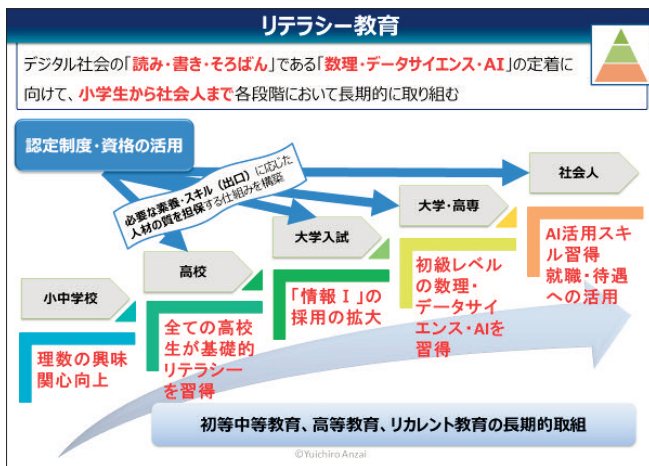 リテラシー教育
デジタル社会の「読み・書き・そろばん」である「数理・データサイエンス・AI」の定着に
向けて、小学生から社会人まで各段階において長期的に取り組む
認定制度・資格の活用
必要な素養・スキル（出口）に応じた
人材の質を担保する仕組みを構築
社会人
大学・高専
大学入試
高校
小中学校
AI活用スキ
ル習得
就職・待遇
への活用
初級レベル
の数理・
データサイ
エンス・AIを
習得
「情報Ⅰ」の
採用の拡大
全ての高校
生が基礎的
リテラシー
を習得
理数の興味
関心向上
初等中等教育、高等教育、リカレント教育の長期的取組
©Yuichiro Anzai